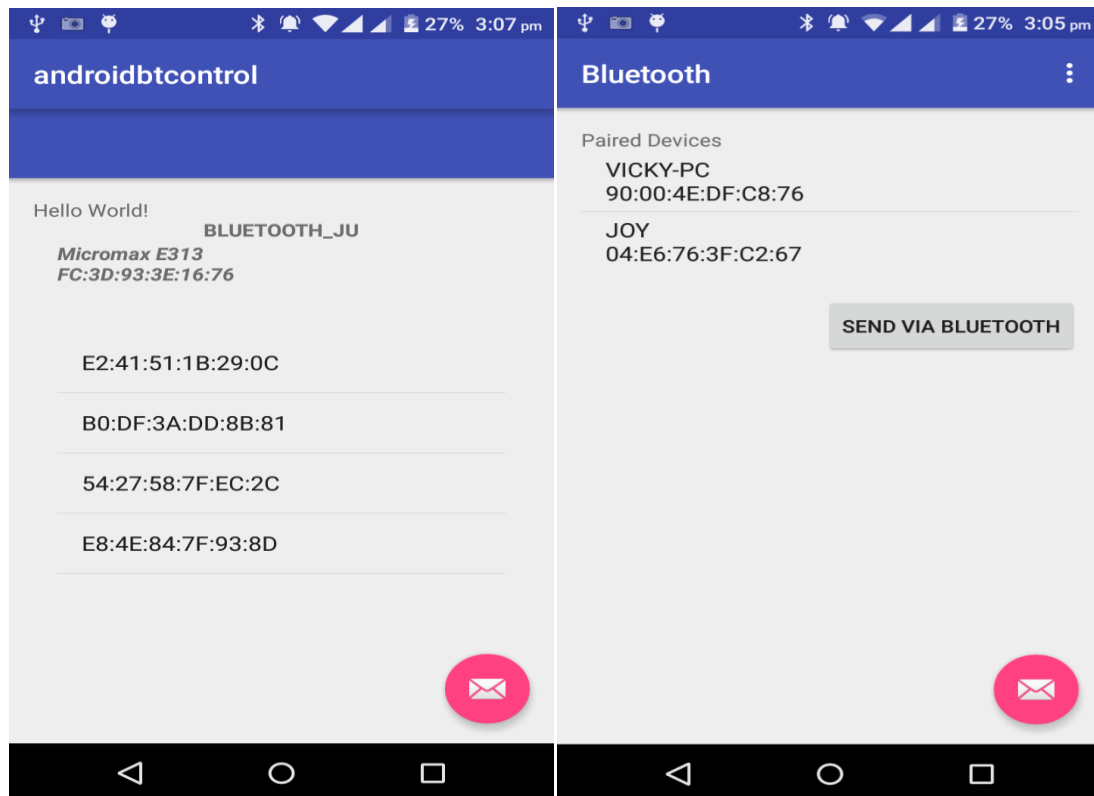 27% 3:07 pm
androidbtcontrol
Hello World!
BLUETOOTH_JU
Micromax E313
FC:3D:93:3E:16:76
E2:41:51:1B:29:0C
B0:DF:3A:DD:8B:81
54:27:58:7F:EC:2C
E8:4E:84:7F:93:8D
27% 3:05 pm
Bluetooth
Paired Devices
VICKY-PC
90:00:4E:DF:C8:76
JOY
04:E6:76:3F:C2:67
SEND VIA BLUETOOTH